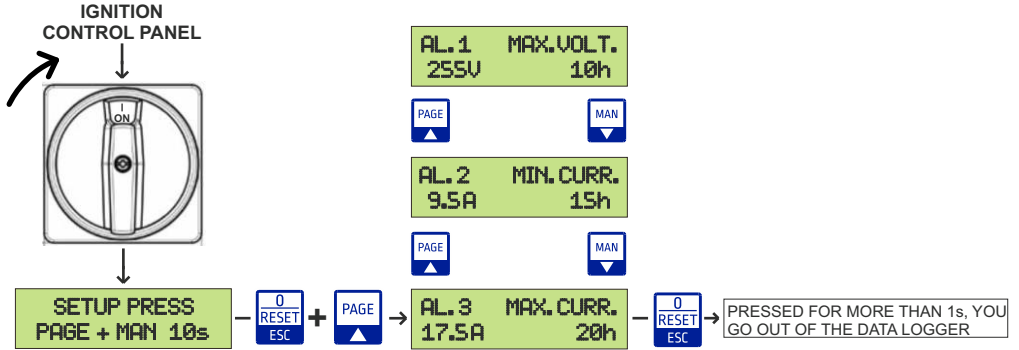 IGNITION
CONTROL PANEL
I
ON
SETUP PRESS
PAGE + MAN 10s
0
RESET
ESC
+
PAGE
AL.1 MAX.VOLT.
255V 10h
PAGE
MAN
AL.2 MIN.CURR.
9.5A 15h
PAGE
MAN
AL.3 MAX.CURR.
17.5A 20h
0
RESET
ESC
PRESSED FOR MORE THAN 1s, YOU
GO OUT OF THE DATA LOGGER